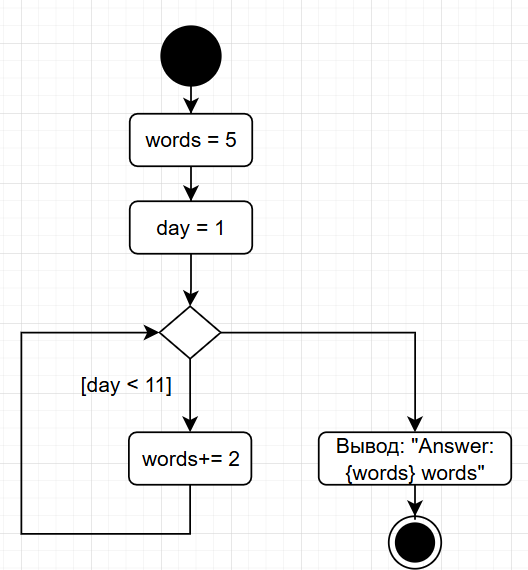 words = 5
day = 1
[day < 11]
words+= 2
Вывод: "Answer:
{words} words"